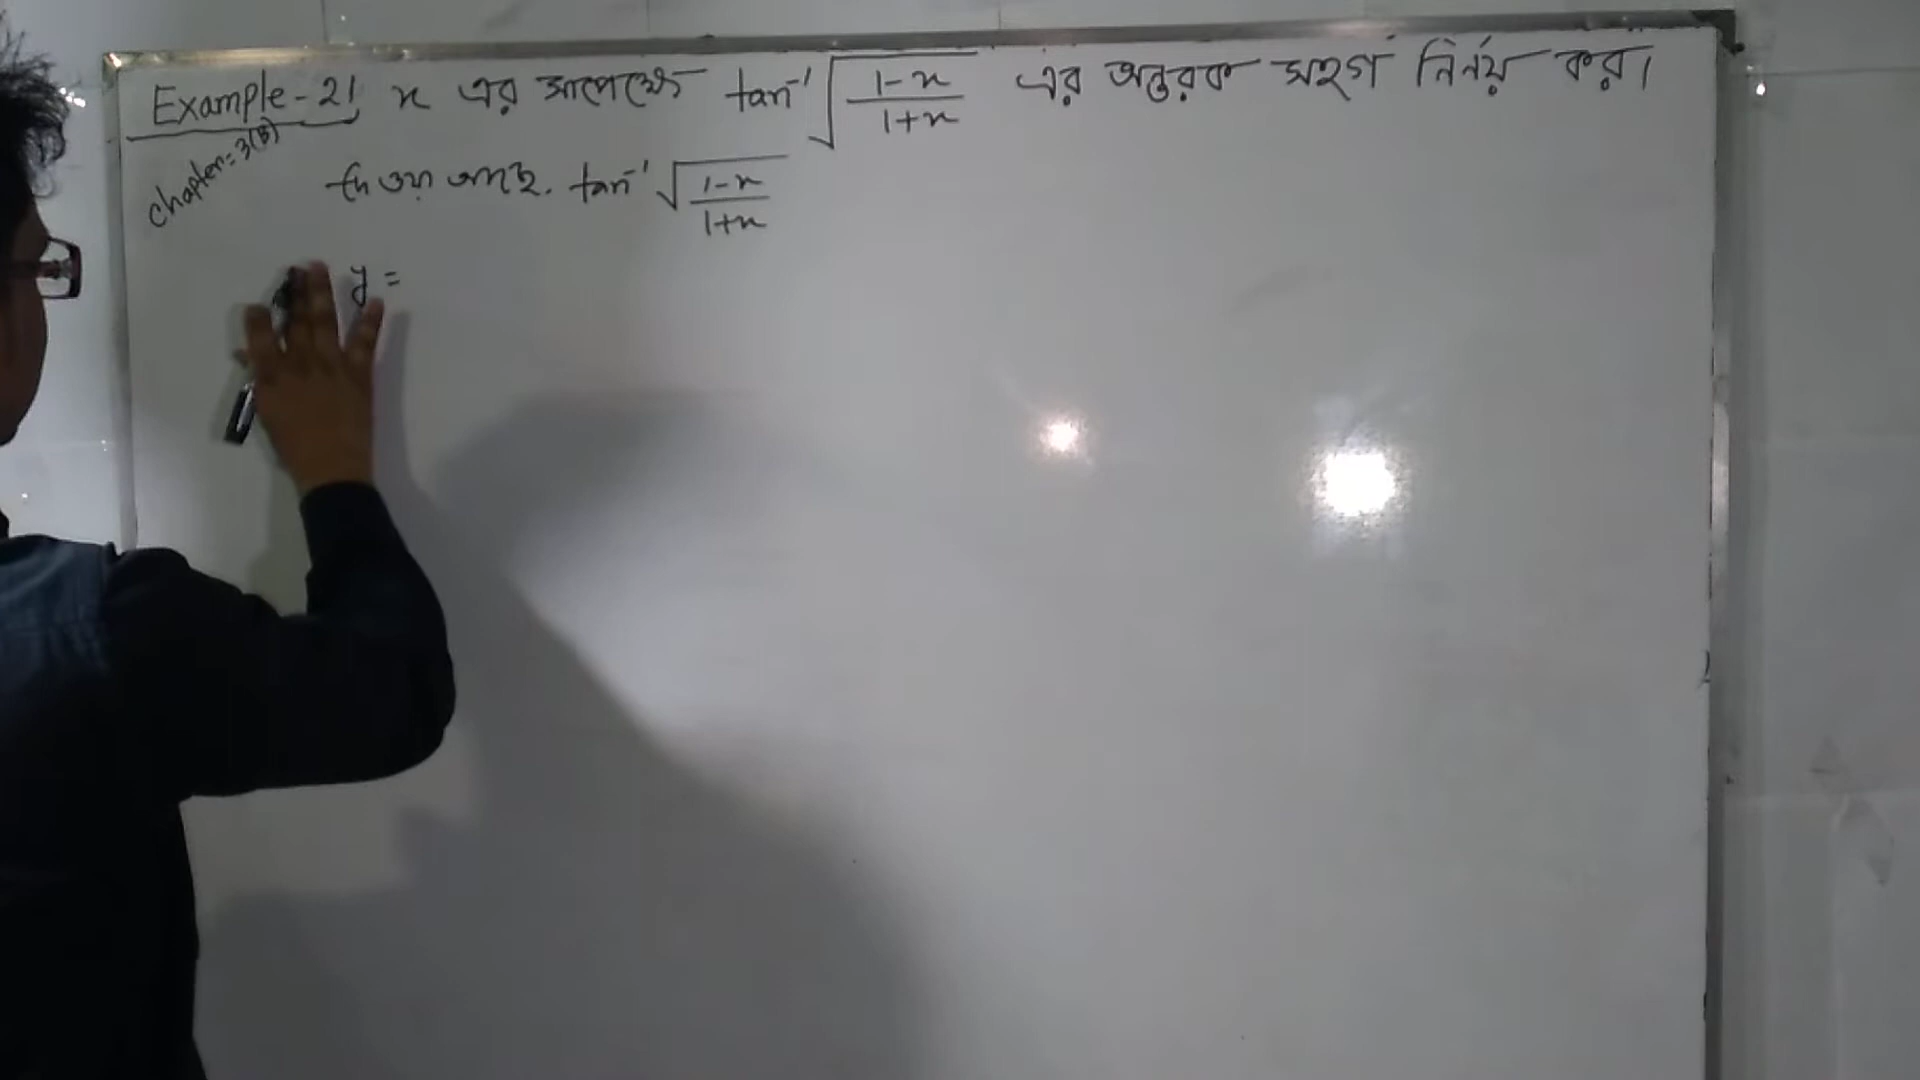 Example-21 x এর সাপেক্ষে tan⁻¹ √((1-x)/(1+x)) এর অন্তরক সহগ নির্ণয় কর।
chapter=3(B)
দেওয়া আছে. tan⁻¹ √((1-x)/(1+x))
y =